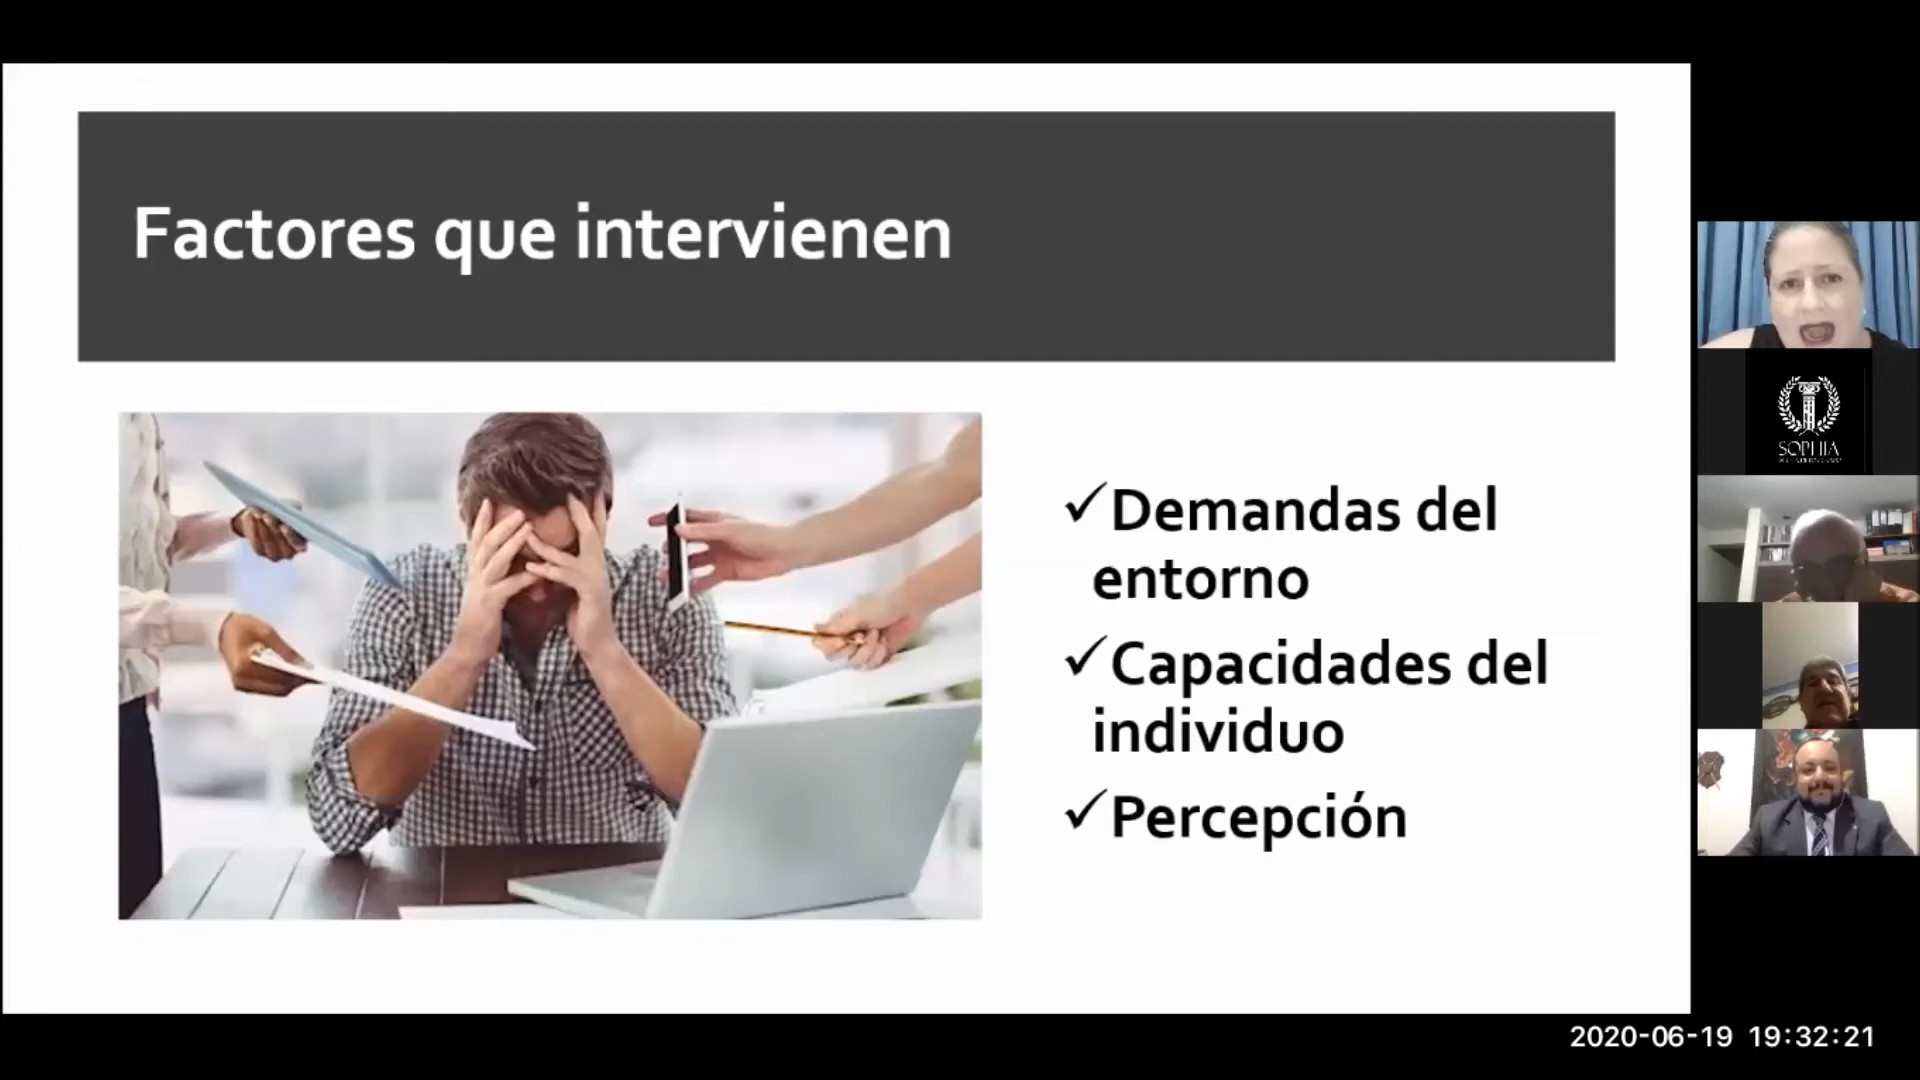 Factores que intervienen
✓Demandas del
entorno
✓Capacidades del
individuo
✓Percepción
SOPHIA
2020-06-19 19:32:21